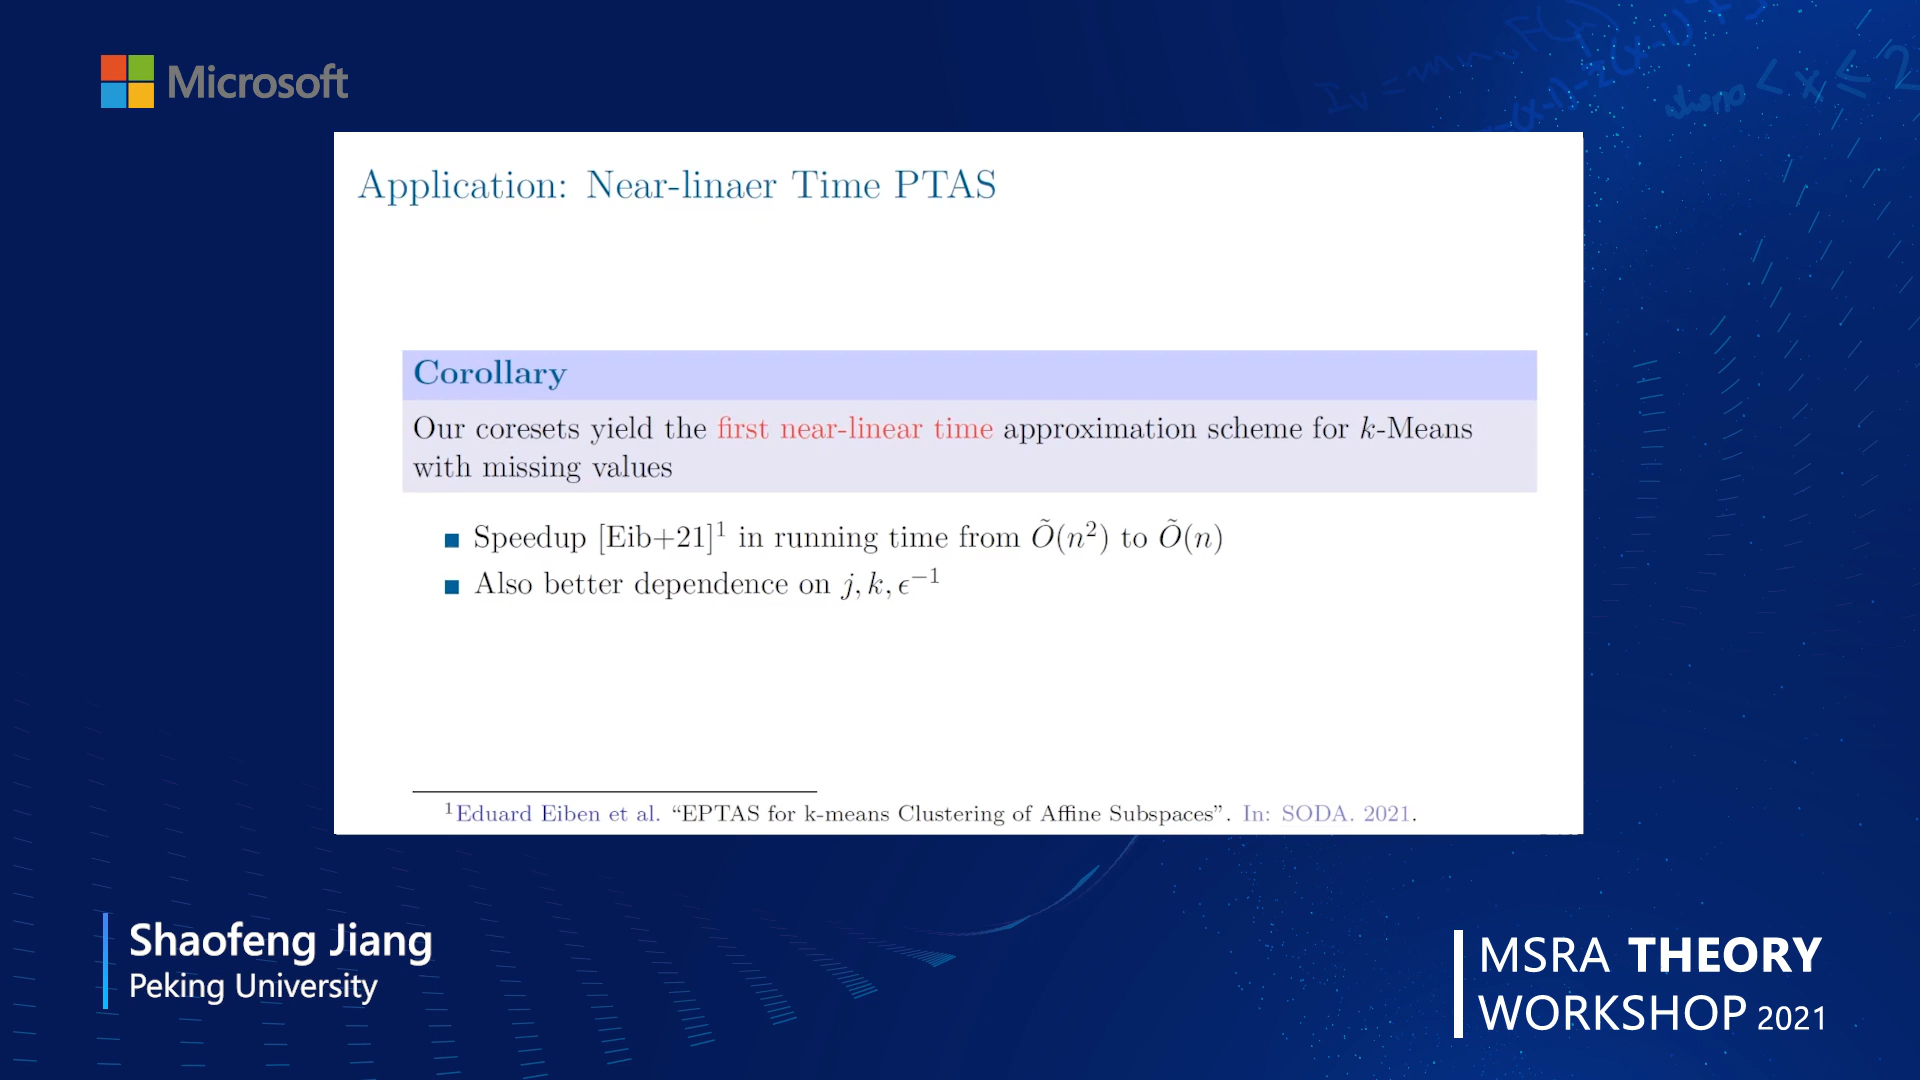 Microsoft
Application: Near-linaer Time PTAS
Corollary
Our coresets yield the first near-linear time approximation scheme for k-Means
with missing values
Speedup [Eib+21]¹ in running time from Õ(n²) to Õ(n)
Also better dependence on j, k, ϵ⁻¹
¹Eduard Eiben et al. “EPTAS for k-means Clustering of Affine Subspaces”. In: SODA. 2021.
Shaofeng Jiang
Peking University
MSRA THEORY
WORKSHOP 2021